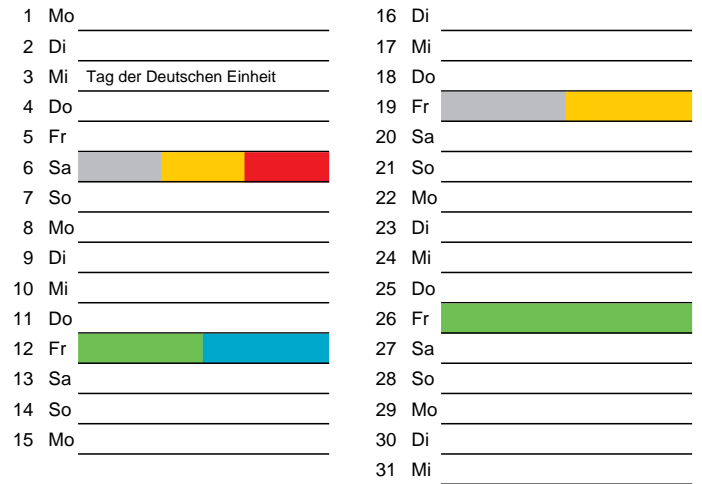 1 Mo
2 Di
3 Mi Tag der Deutschen Einheit
4 Do
5 Fr
6 Sa
7 So
8 Mo
9 Di
10 Mi
11 Do
12 Fr
13 Sa
14 So
15 Mo
16 Di
17 Mi
18 Do
19 Fr
20 Sa
21 So
22 Mo
23 Di
24 Mi
25 Do
26 Fr
27 Sa
28 So
29 Mo
30 Di
31 Mi